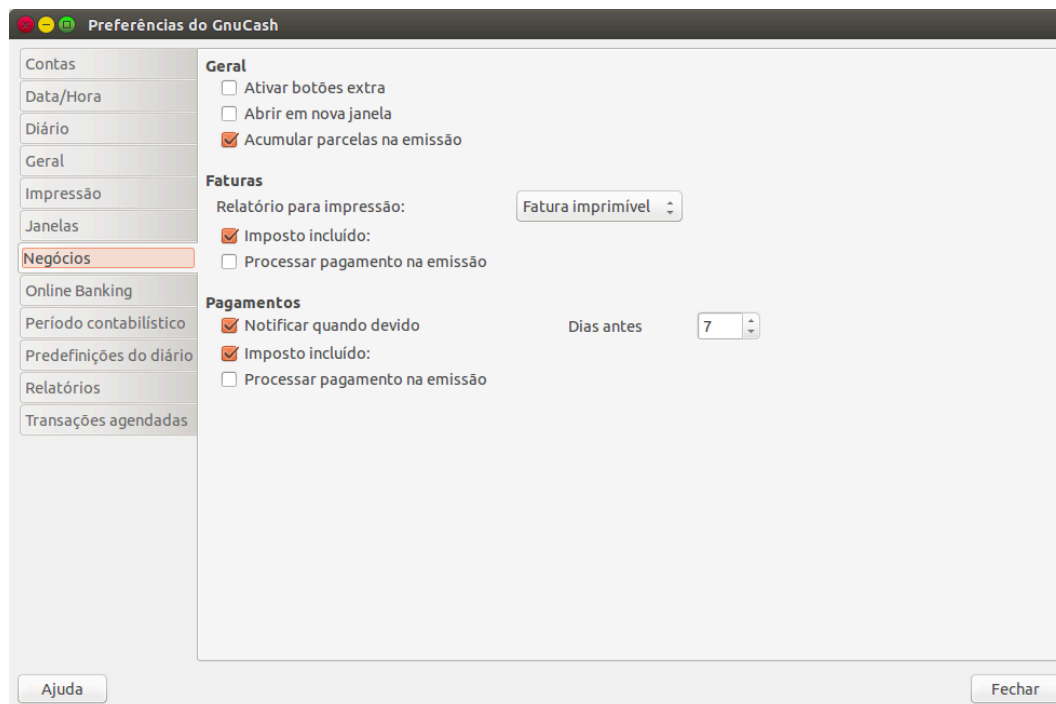 Preferências do GnuCash
Contas
Data/Hora
Diário
Geral
Impressão
Janelas
Negócios
Online Banking
Período contabilístico
Predefinições do diário
Relatórios
Transações agendadas
Geral
Ativar botões extra
Abrir em nova janela
Acumular parcelas na emissão
Faturas
Relatório para impressão: Fatura imprimível
Imposto incluído:
Processar pagamento na emissão
Pagamentos
Notificar quando devido Dias antes 7
Imposto incluído:
Processar pagamento na emissão
Ajuda Fechar